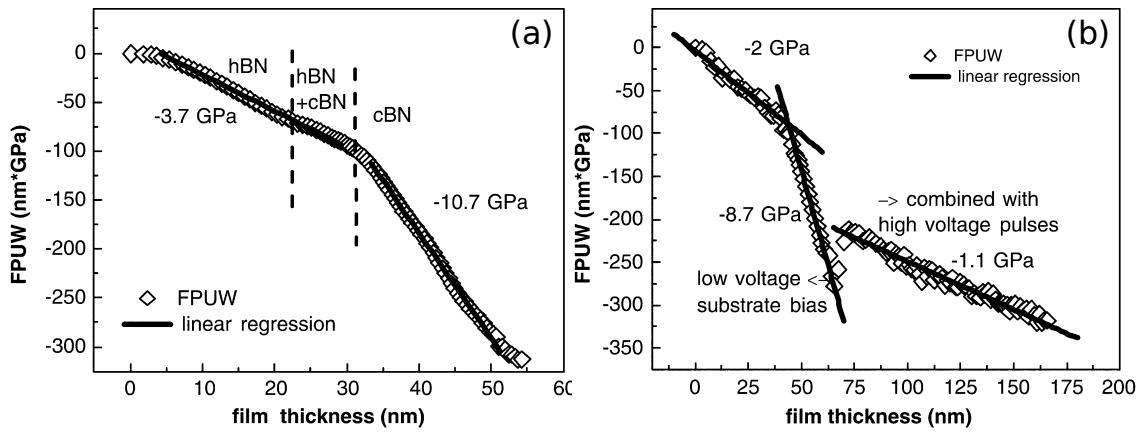 (a)
0
-50
-100
-150
-200
-250
-300
FPUW (nm*GPa)
hBN
hBN
+cBN
cBN
-3.7 GPa
-10.7 GPa
FPUW
linear regression
0
10
20
30
40
50
60
film thickness (nm)
(b)
50
0
-50
-100
-150
-200
-250
-300
-350
FPUW (nm*GPa)
-2 GPa
FPUW
linear regression
-8.7 GPa
–> combined with
high voltage pulses
-1.1 GPa
low voltage <–
substrate bias
0
25
50
75
100
125
150
175
200
film thickness (nm)